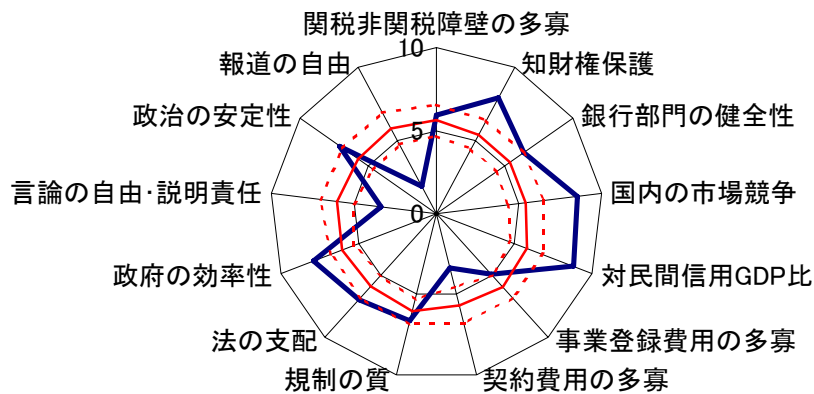 関税非関税障壁の多寡
10
報道の自由
知財権保護
政治の安定性
銀行部門の健全性
5
言論の自由・説明責任
国内の市場競争
0
政府の効率性
対民間信用GDP比
法の支配
事業登録費用の多寡
規制の質
契約費用の多寡